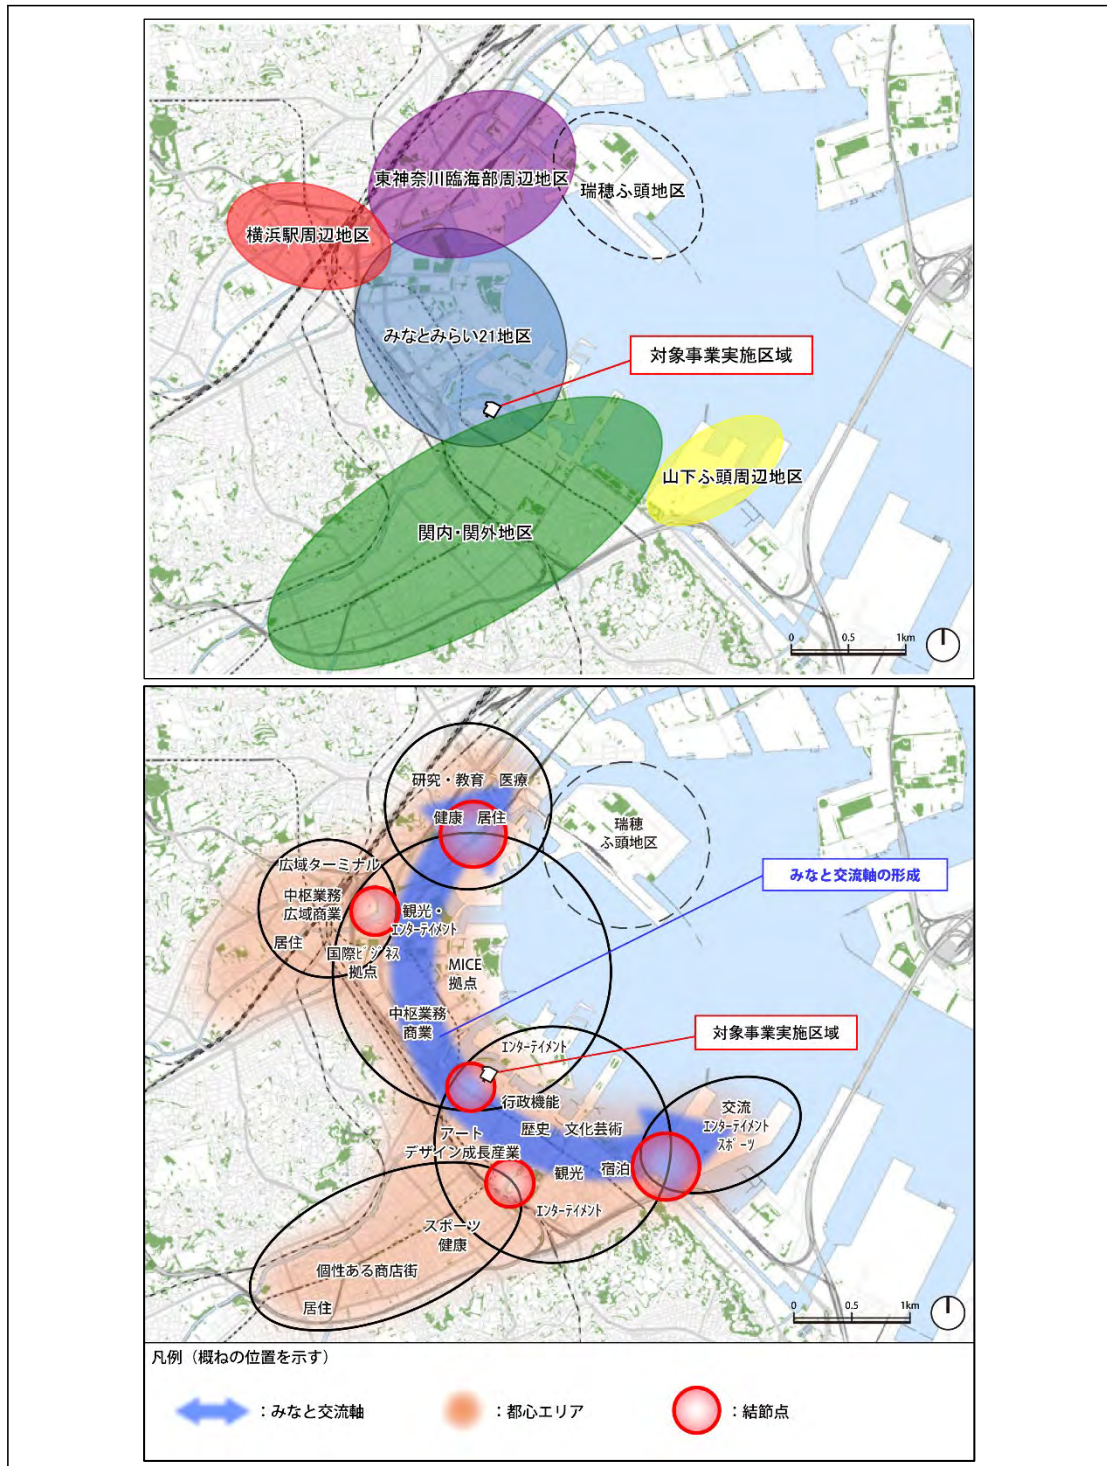 東神奈川臨海部周辺地区
瑞穂ふ頭地区
横浜駅周辺地区
みなとみらい21地区
対象事業実施区域
山下ふ頭周辺地区
関内・関外地区
0 0.5 1km
研究・教育 医療
健康 居住
瑞穂
ふ頭地区
広域ターミナル
みなと交流軸の形成
中枢業務
広域商業
観光・
エンターテイメント
居住
国際ビジネス
拠点
MICE
拠点
中枢業務
商業
対象事業実施区域
エンターテイメント
行政機能
交流
エンターテイメント
スポーツ
歴史 文化芸術
アート
デザイン成長産業
観光
宿泊
エンターテイメント
スポーツ
健康
個性ある商店街
居住
0 0.5 1km
凡例（概ねの位置を示す）
：みなと交流軸
：都心エリア
：結節点